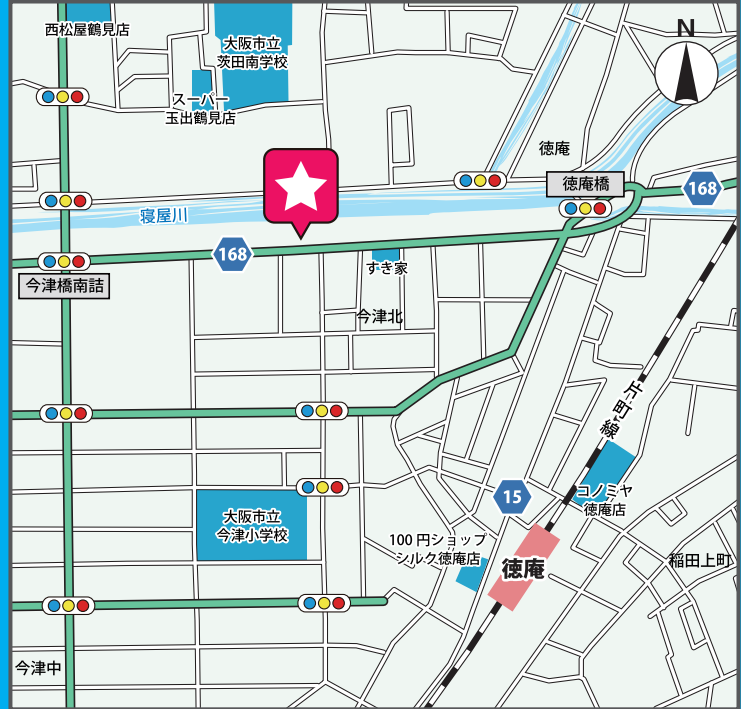 西松屋鶴見店
大阪市立
茨田南学校
N
スーパー
玉出鶴見店
徳庵
徳庵橋
168
寝屋川
168
すき家
今津橋南詰
今津北
片町線
15
コノミヤ
徳庵店
大阪市立
今津小学校
100円ショップ
シルク徳庵店
徳庵
稲田上町
今津中